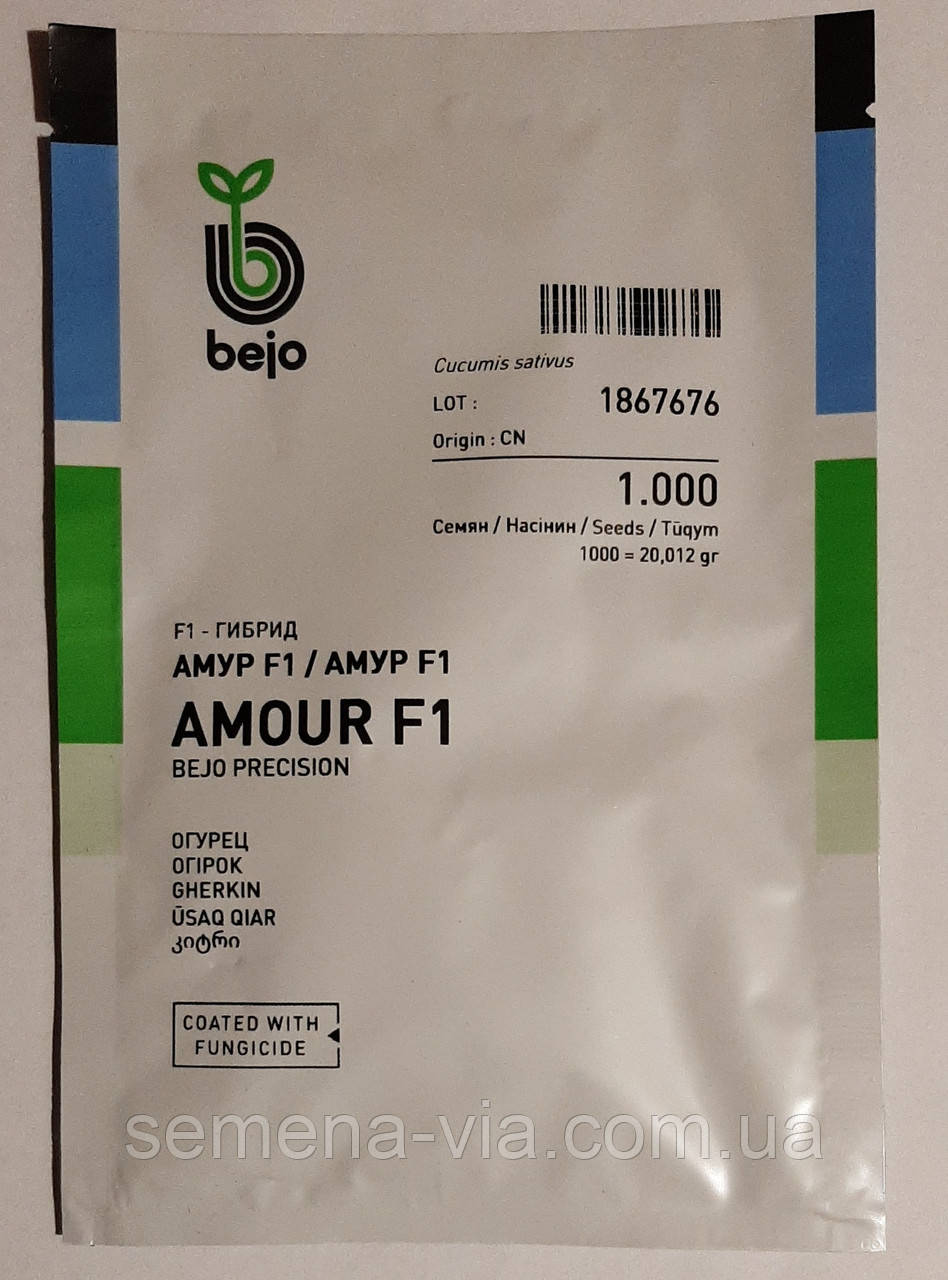 bejo
Cucumis sativus
LOT : 1867676
Origin : CN
1.000
Семян / Насінин / Seeds / Tūqym
1000 = 20,012 gr
F1 - ГИБРИД
АМУР F1 / АМУР F1
AMOUR F1
BEJO PRECISION
ОГУРЕЦ
ОГІРОК
GHERKIN
ŪSAQ QIAR
კიტრი
COATED WITH
FUNGICIDE
semena-via.com.ua